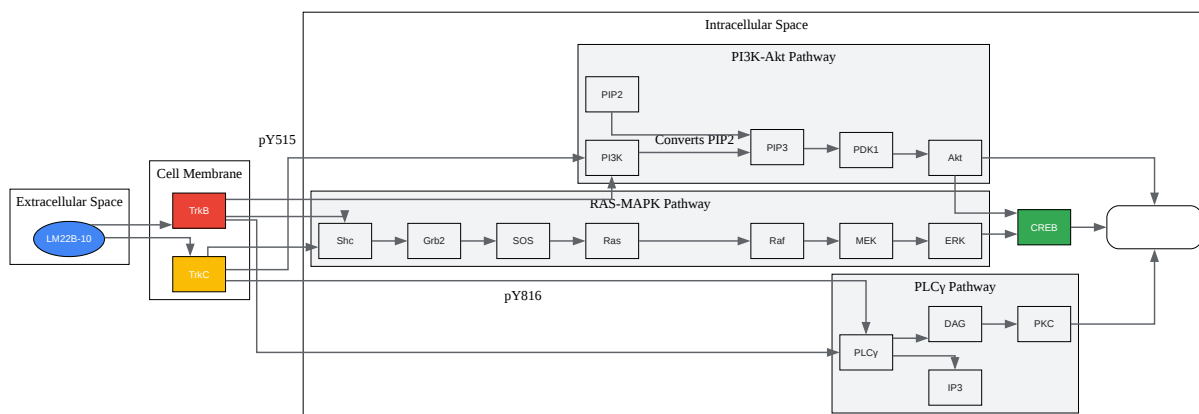 Intracellular Space
PI3K-Akt Pathway
PIP2
pY515
Converts PIP2
PI3K
PIP3
PDK1
Akt
Cell Membrane
Extracellular Space
TrkB
LM22B-10
TrkC
RAS-MAPK Pathway
Shc
Grb2
SOS
Ras
Raf
MEK
ERK
CREB
pY816
PLCγ Pathway
PLCγ
DAG
PKC
IP3